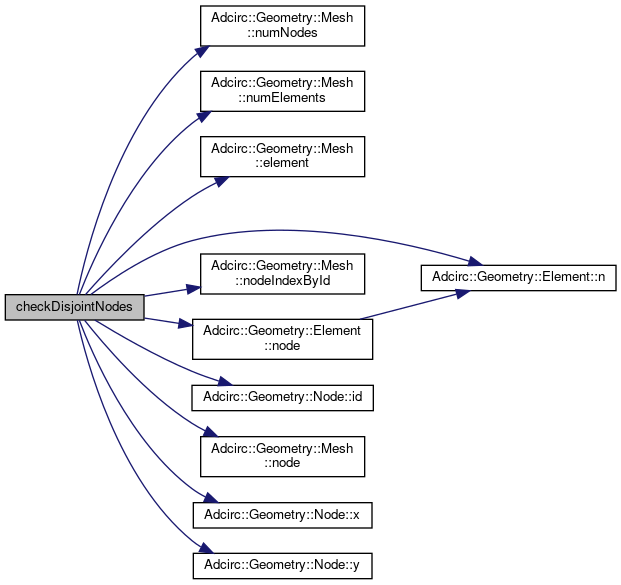 Adcirc::Geometry::Mesh
::numNodes
Adcirc::Geometry::Mesh
::numElements
Adcirc::Geometry::Mesh
::element
Adcirc::Geometry::Mesh
::nodeIndexById
Adcirc::Geometry::Element::n
checkDisjointNodes
Adcirc::Geometry::Element
::node
Adcirc::Geometry::Node::id
Adcirc::Geometry::Mesh
::node
Adcirc::Geometry::Node::x
Adcirc::Geometry::Node::y